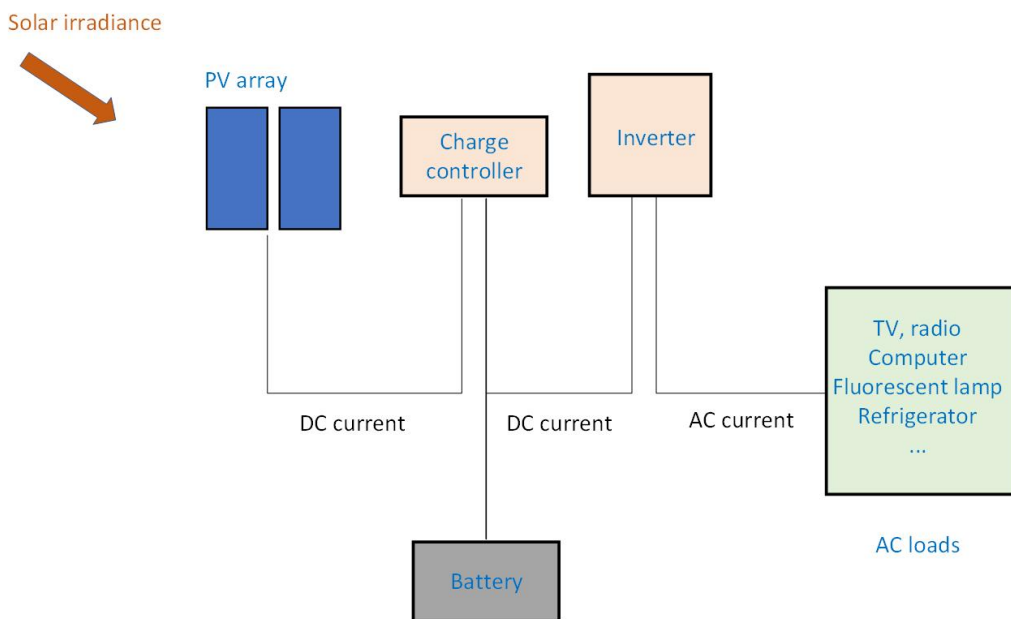 Solar irradiance
PV array
Charge
controller
Inverter
TV, radio
Computer
Fluorescent lamp
Refrigerator
...
DC current
DC current
AC current
AC loads
Battery